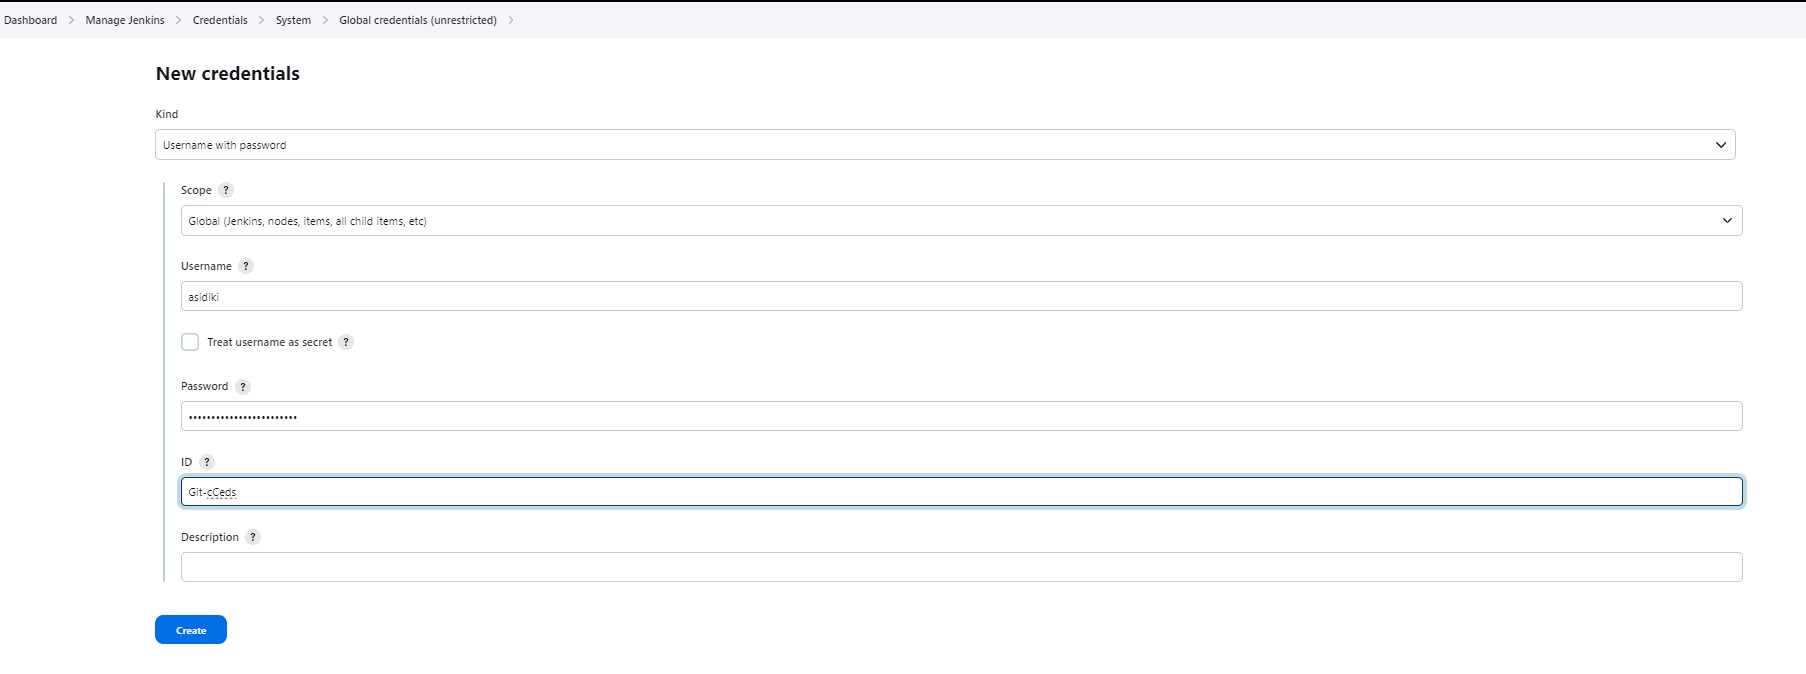 Dashboard > Manage Jenkins > Credentials > System > Global credentials (unrestricted) >
New credentials
Kind
Username with password
Scope ?
Global (Jenkins, nodes, items, all child items, etc)
Username ?
asidiki
Treat username as secret ?
Password ?
••••••••••••••••••••••••
ID ?
Git-cCeds
Description ?
Create